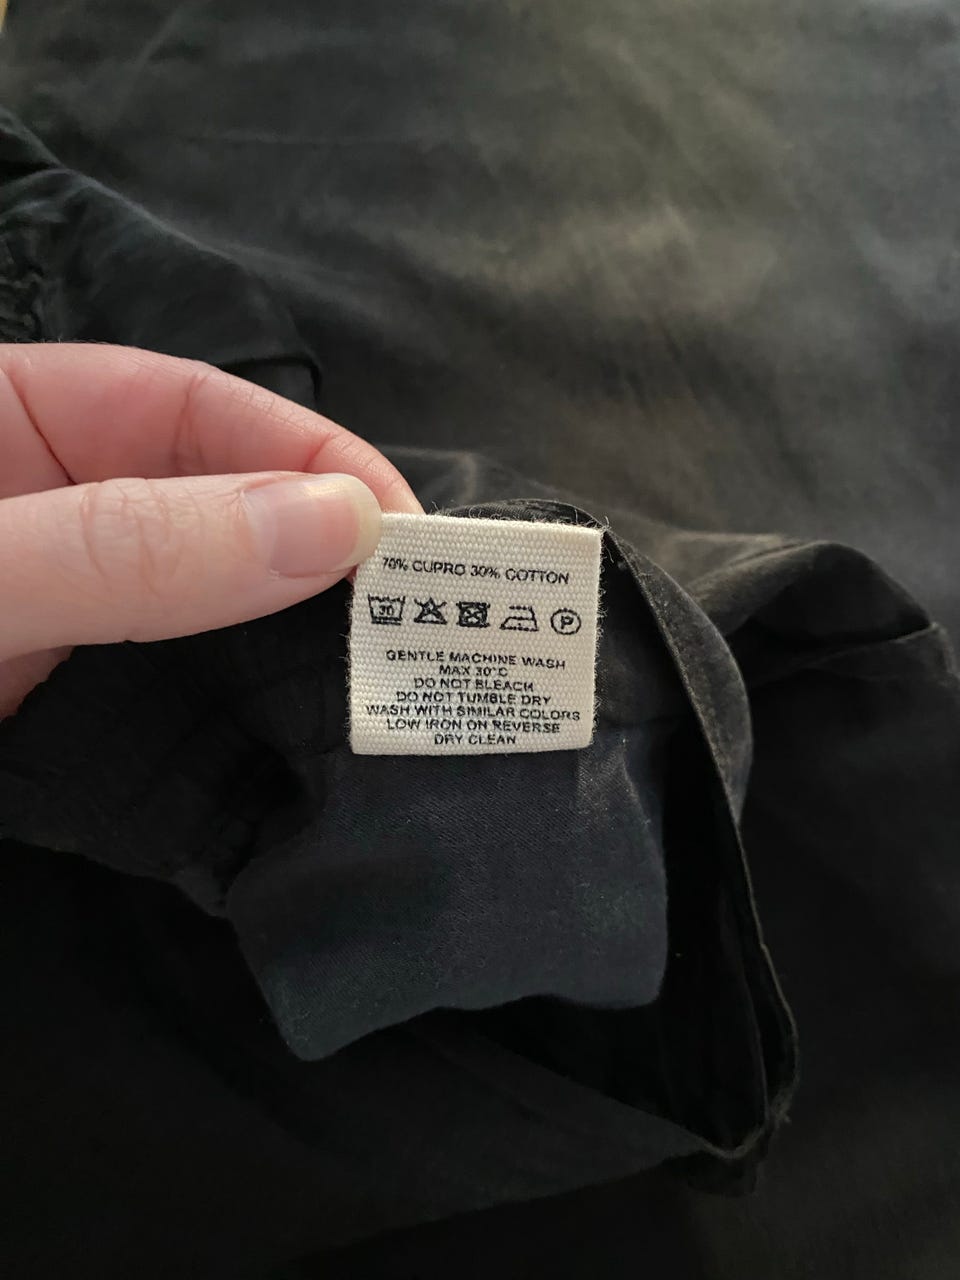 70% CUPRO 30% COTTON
30 P
GENTLE MACHINE WASH
MAX 30°C
DO NOT BLEACH
DO NOT TUMBLE DRY
WASH WITH SIMILAR COLORS
LOW IRON ON REVERSE
DRY CLEAN